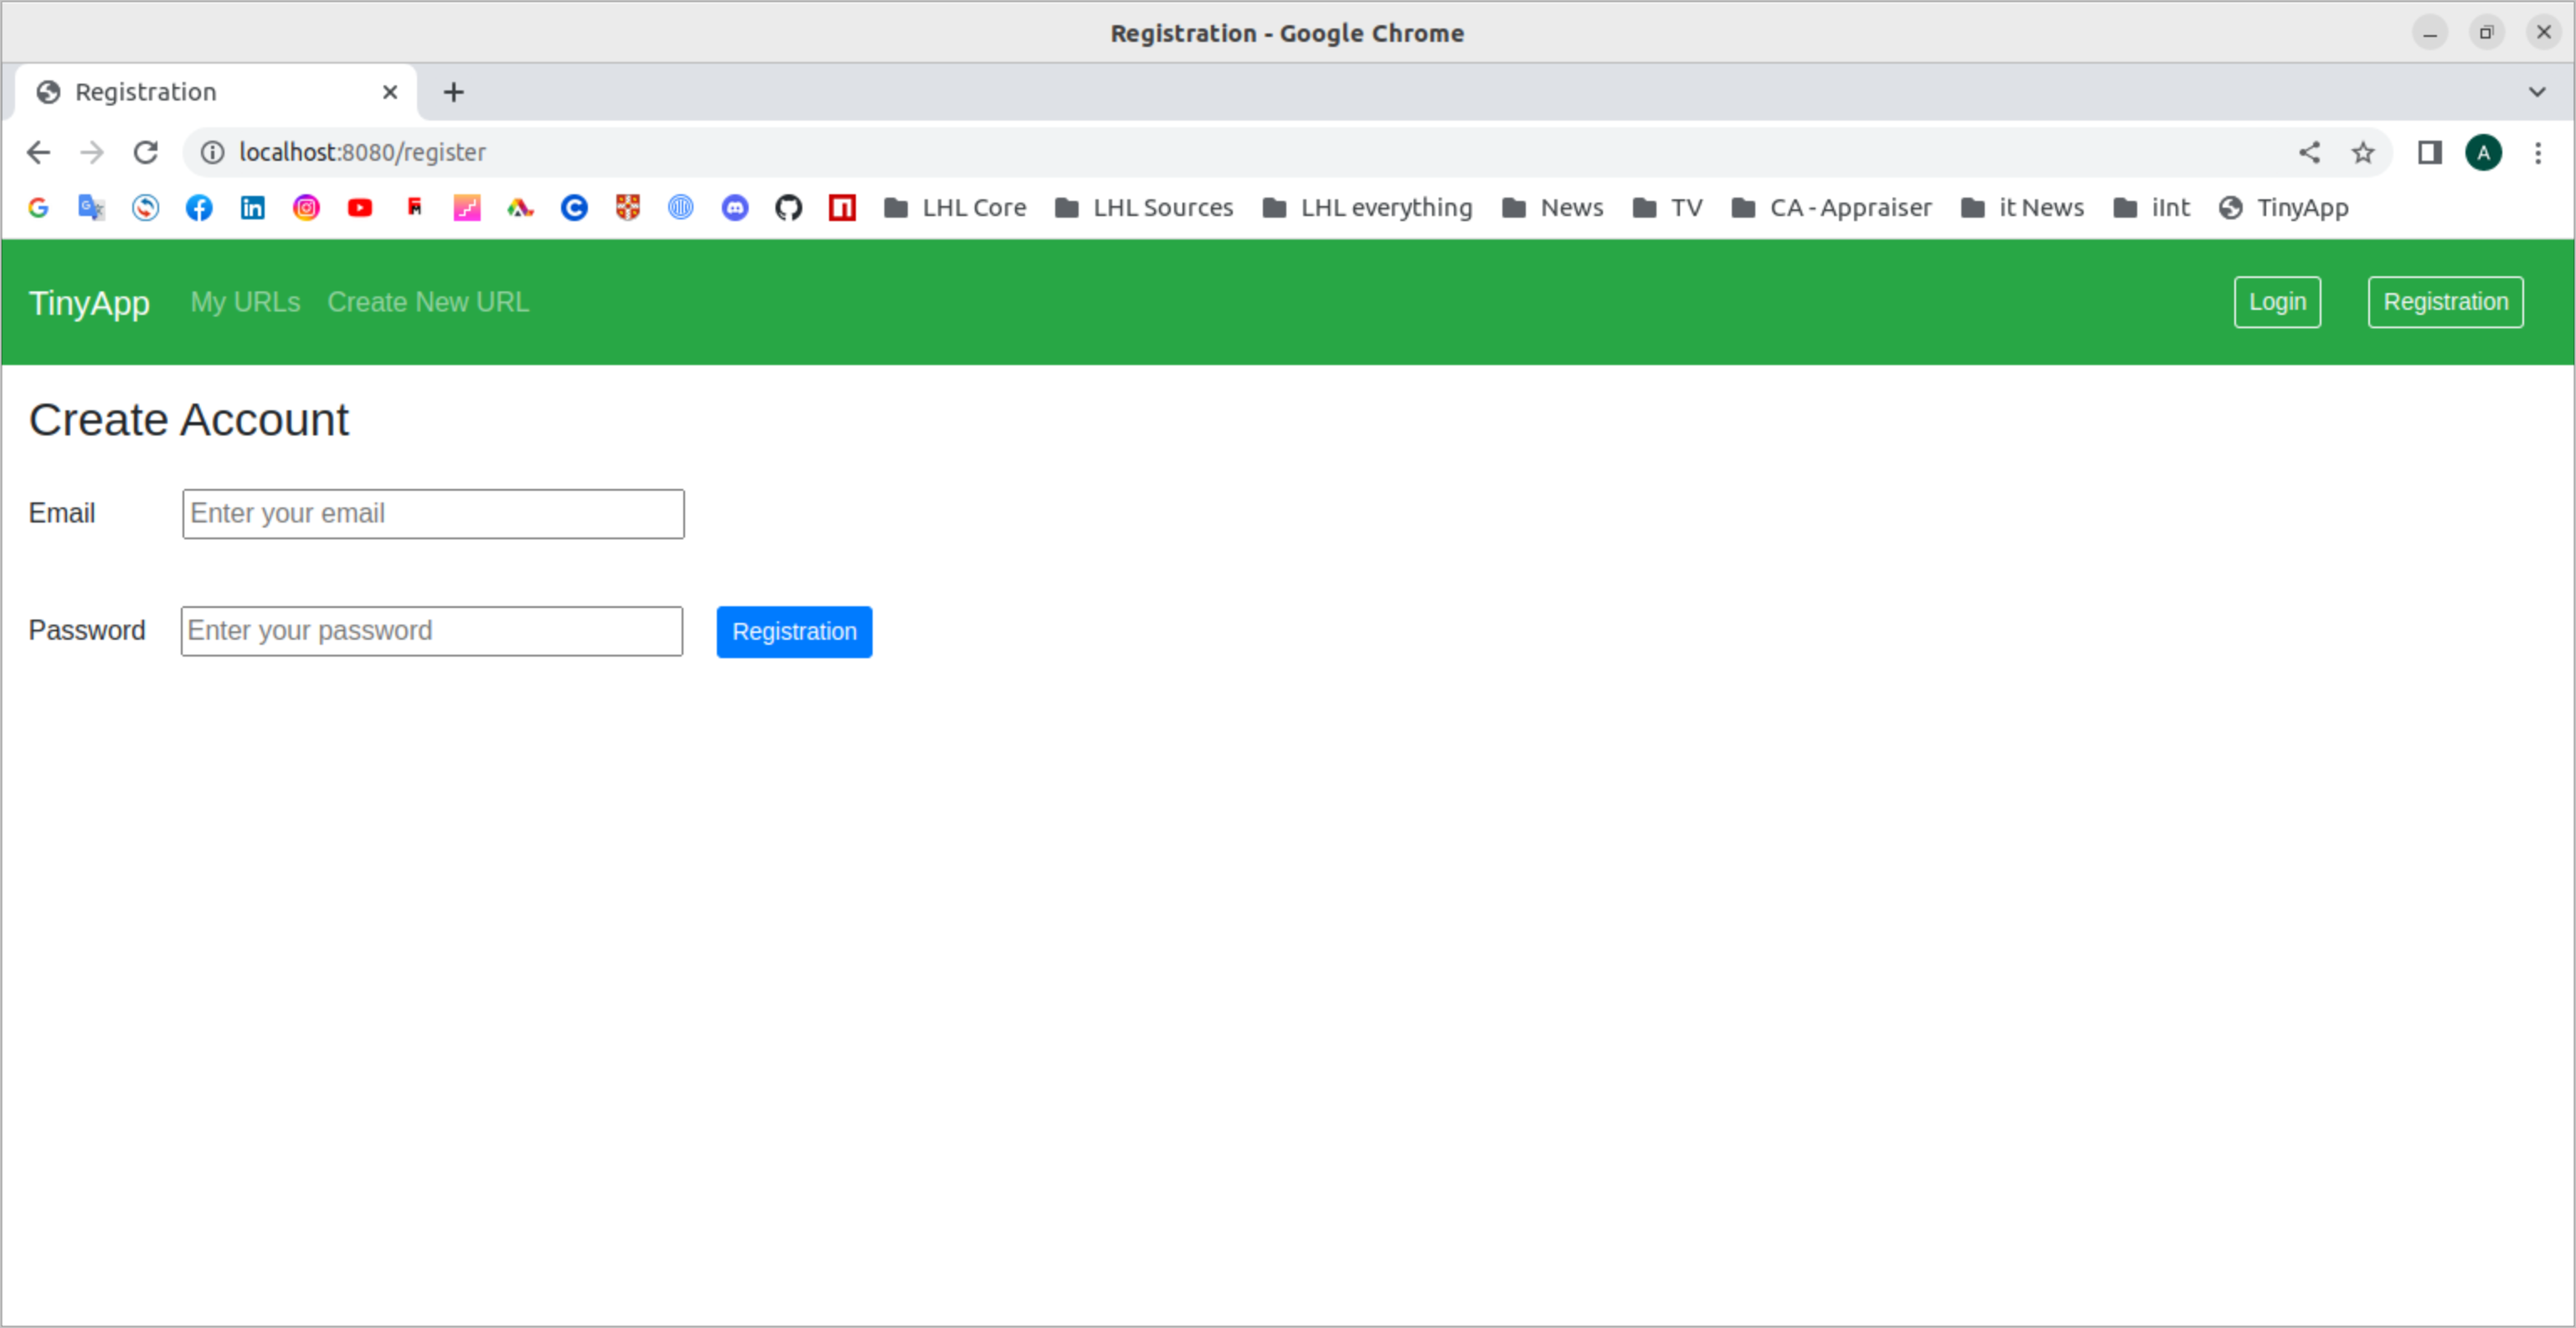 Registration - Google Chrome
Registration
localhost:8080/register
LHL Core LHL Sources LHL everything News TV CA - Appraiser it News iInt TinyApp
TinyApp My URLs Create New URL Login Registration
Create Account
Email Enter your email
Password Enter your password Registration